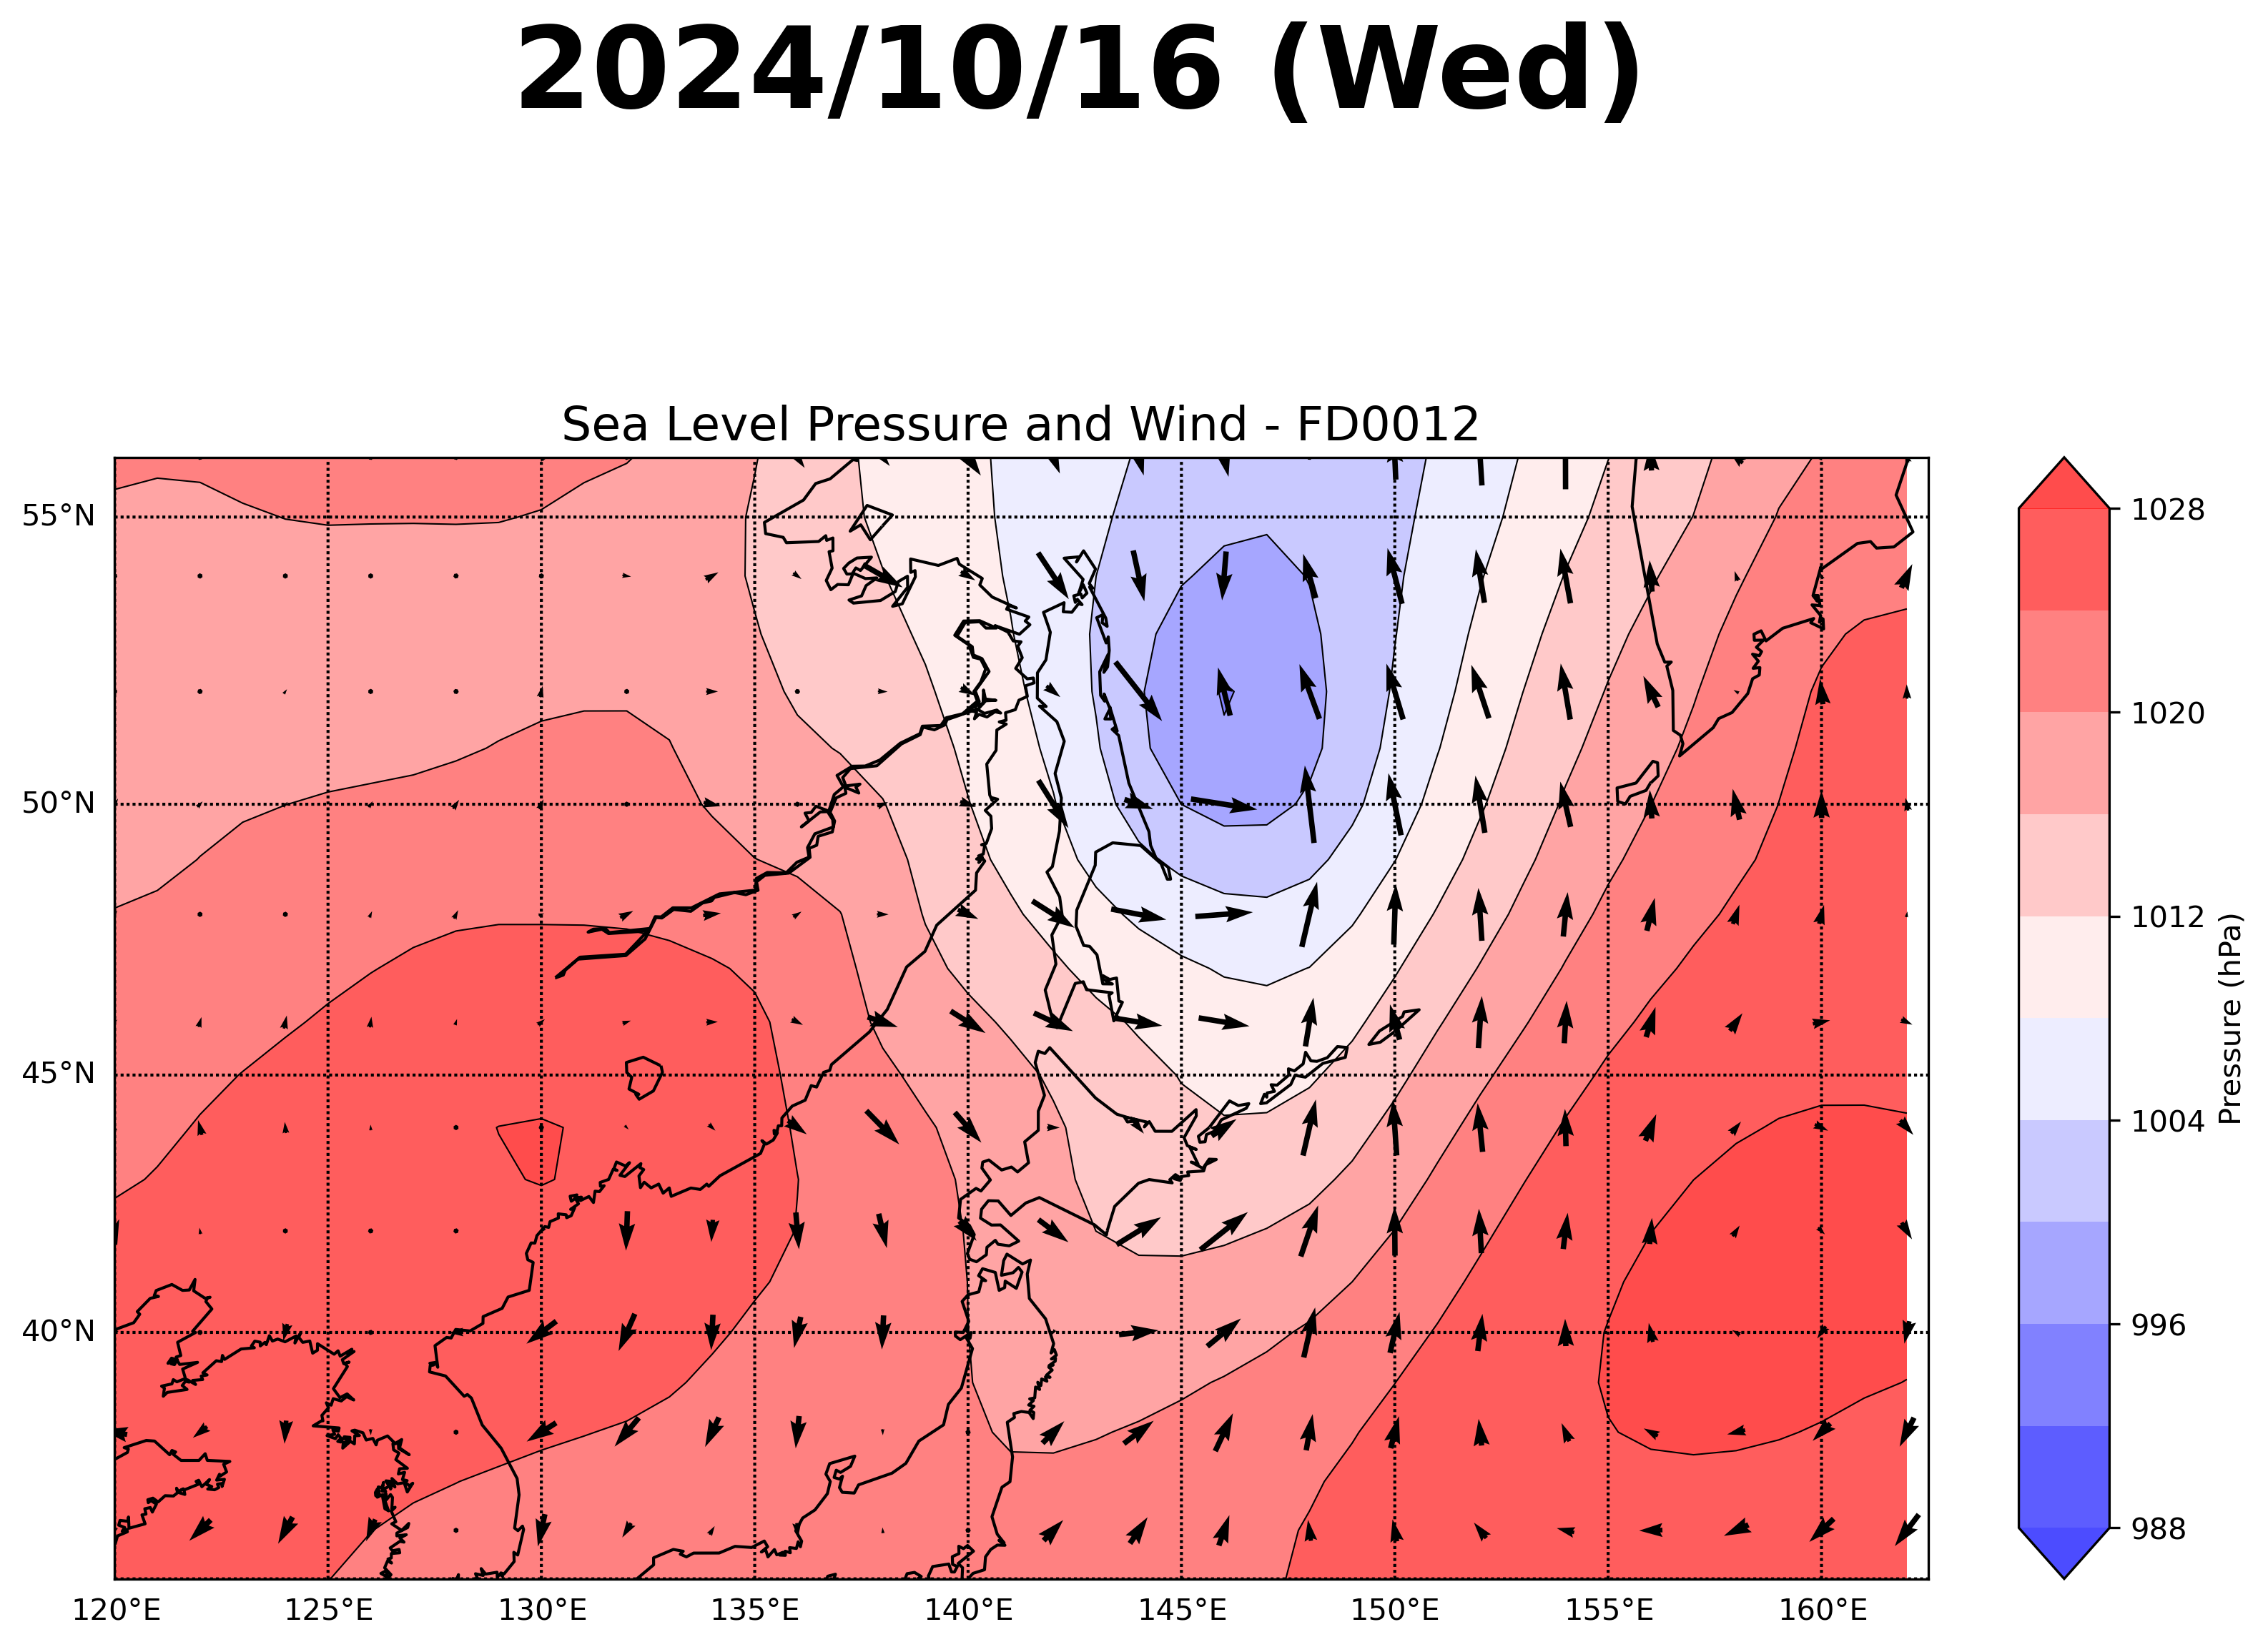 2024/10/16 (Wed)
Sea Level Pressure and Wind - FD0012
55°N
50°N
45°N
40°N
120°E
125°E
130°E
135°E
140°E
145°E
150°E
155°E
160°E
1028
1020
1012
1004
996
988
Pressure (hPa)